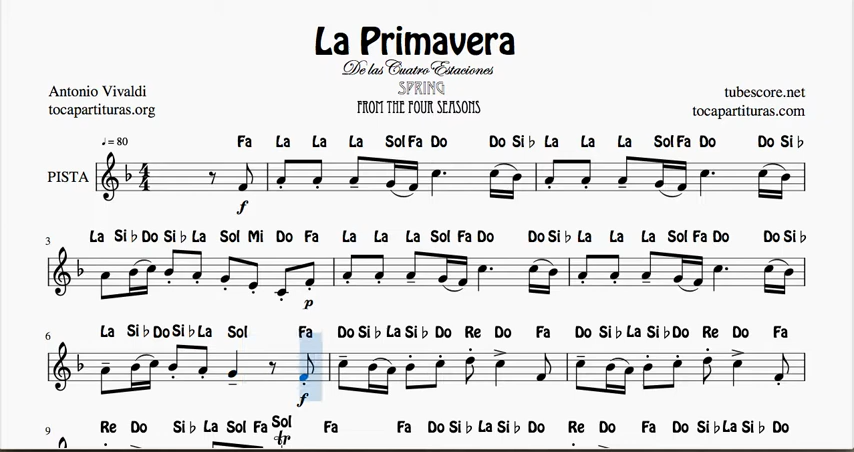 La Primavera
De las Cuatro Estaciones
SPRING
FROM THE FOUR SEASONS
Antonio Vivaldi
tocapartituras.org
tubescore.net
tocapartituras.com
♩= 80
Fa La La La Sol Fa Do Do Si ♭ La La La Sol Fa Do Do Si ♭
PISTA
f
3
La Si ♭ Do Si ♭ La Sol Mi Do Fa La La La Sol Fa Do Do Si ♭ La La La Sol Fa Do Do Si ♭
p
6
La Si ♭ Do Si ♭ La Sol Fa Do Si ♭ La Si ♭ Do Re Do Fa Do Si ♭ La Si ♭ Do Re Do Fa
f
9
Re Do Si ♭ La Sol Fa Sol Fa Fa Do Si ♭ La Si ♭ Do Re Do Fa Do Si ♭ La Si ♭ Do
tr